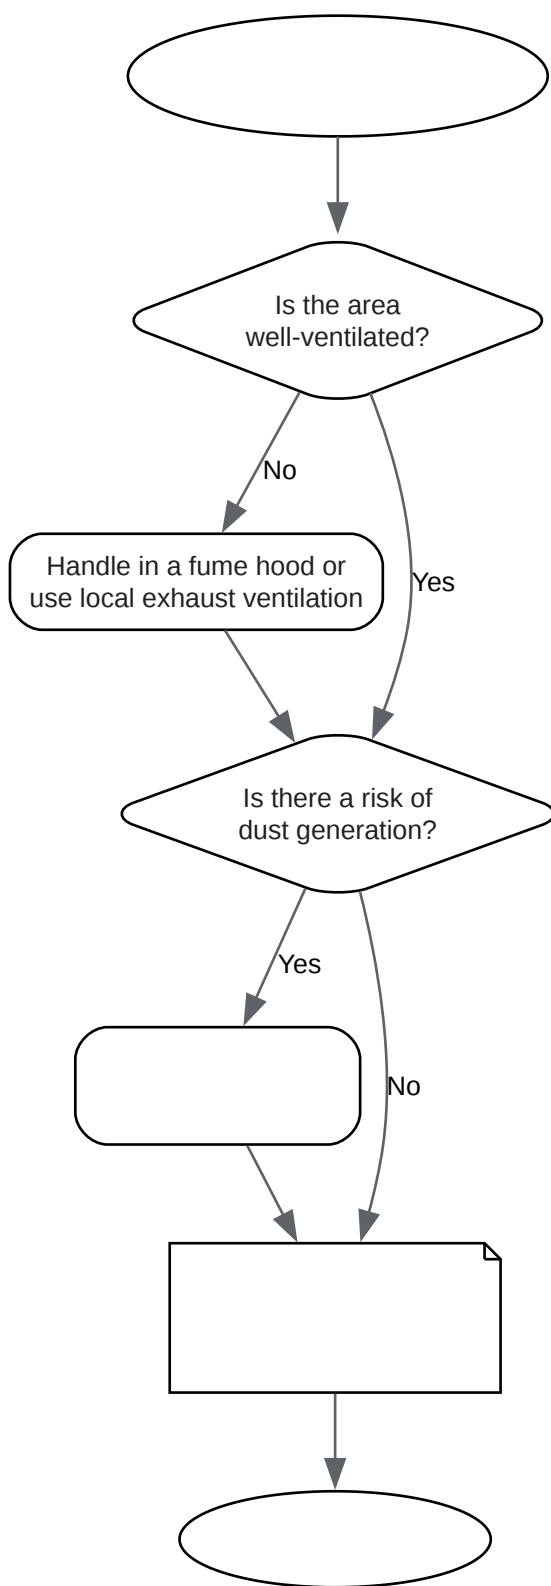 Is the area
well-ventilated?
No
Handle in a fume hood or
use local exhaust ventilation
Yes
Is there a risk of
dust generation?
Yes
No